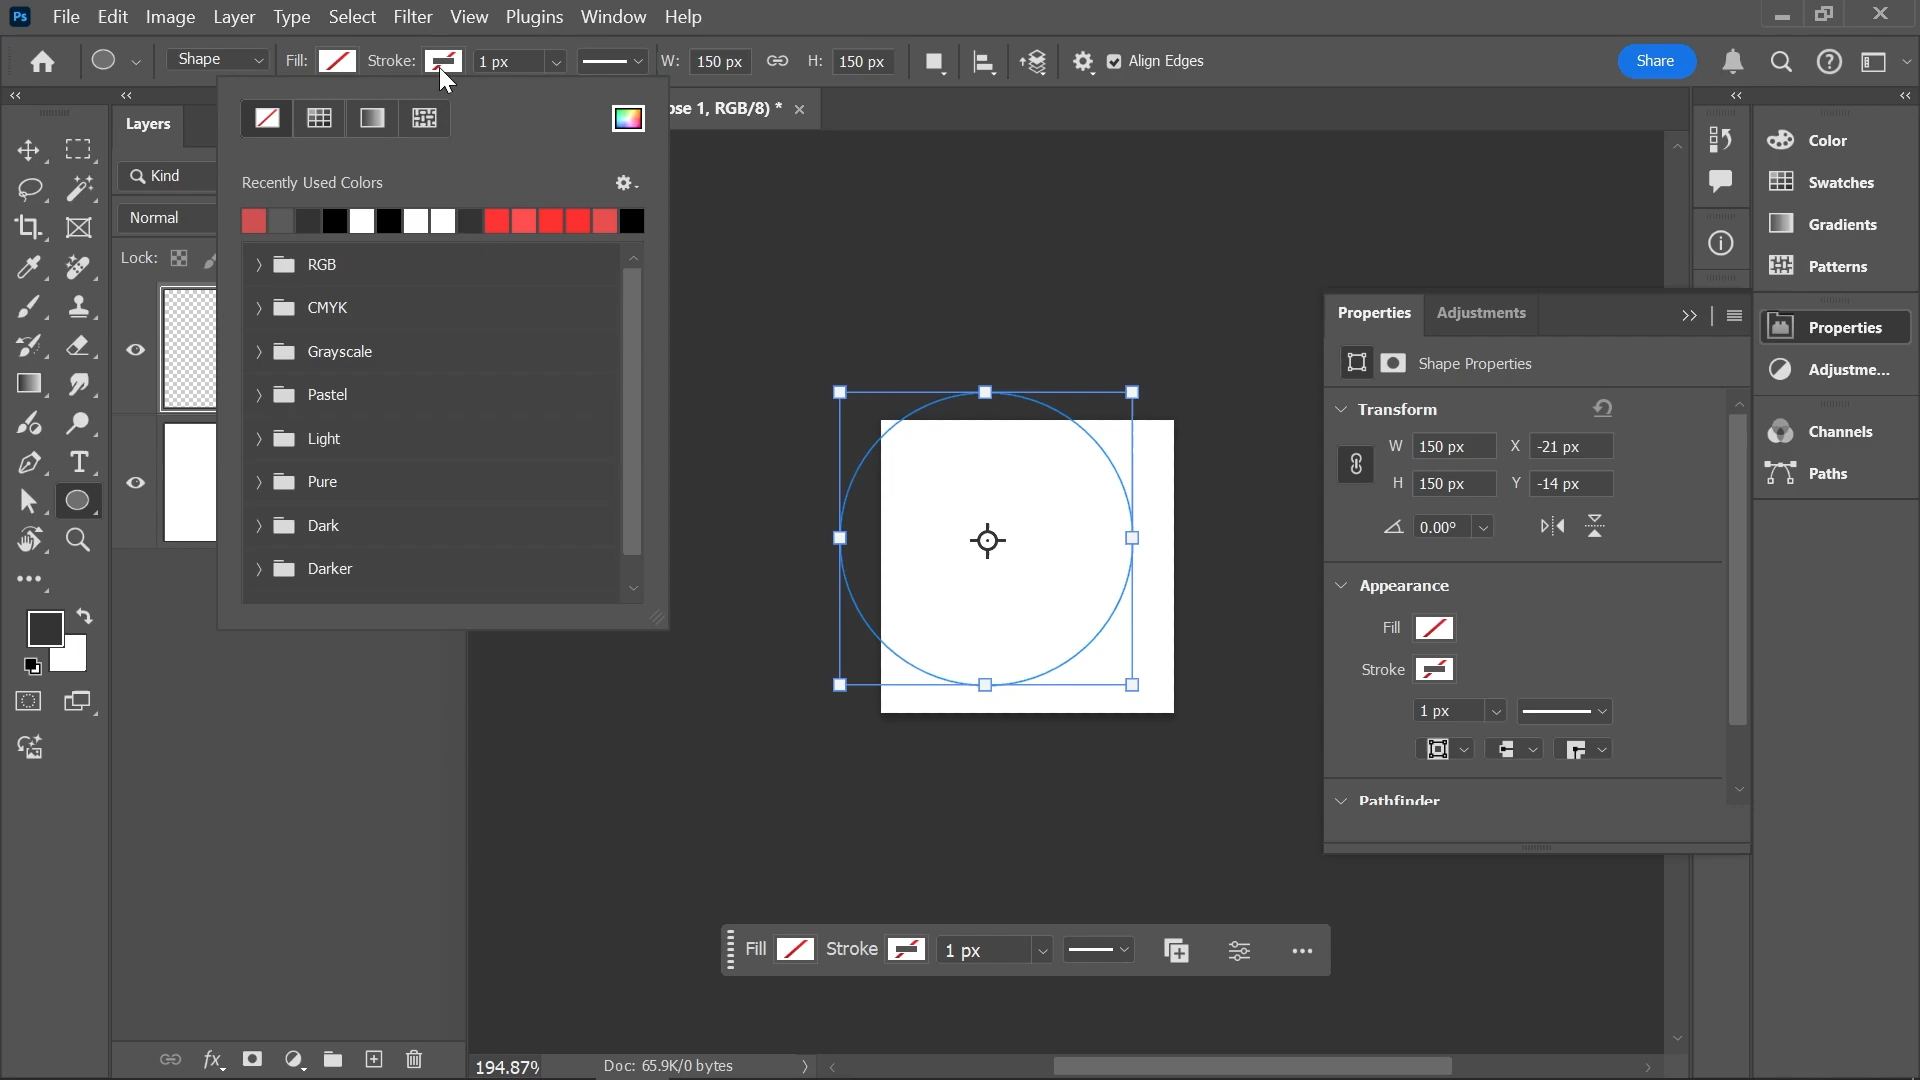 Ps File Edit Image Layer Type Select Filter View Plugins Window Help
Shape Fill: Stroke: 1 px W: 150 px H: 150 px Align Edges Share
Layers
pse 1, RGB/8) *
Kind
Normal
Lock:
Recently Used Colors
RGB
CMYK
Grayscale
Pastel
Light
Pure
Dark
Darker
Properties Adjustments
Shape Properties
Transform
W 150 px X -21 px
H 150 px Y -14 px
0.00°
Appearance
Fill
Stroke
1 px
Pathfinder
Color
Swatches
Gradients
Patterns
Properties
Adjustme...
Channels
Paths
Fill Stroke 1 px
fx
194.87% Doc: 65.9K/0 bytes